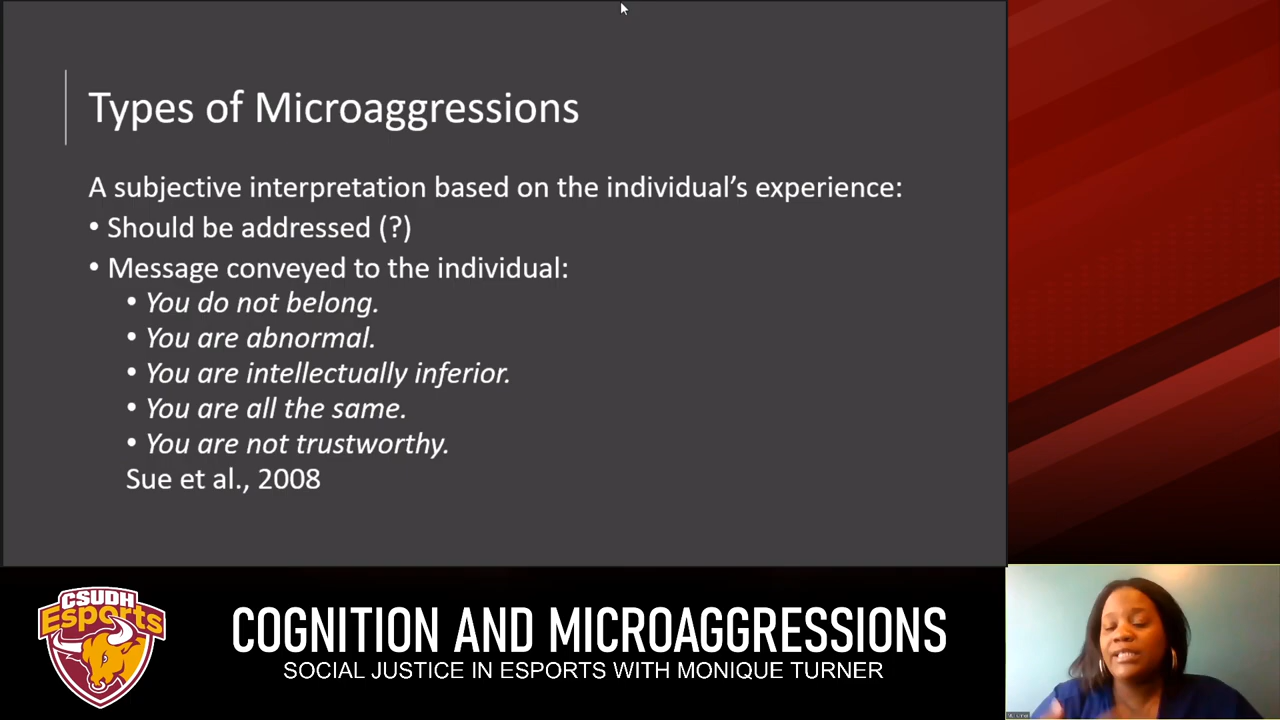 Types of Microaggressions
A subjective interpretation based on the individual’s experience:
• Should be addressed (?)
• Message conveyed to the individual:
• You do not belong.
• You are abnormal.
• You are intellectually inferior.
• You are all the same.
• You are not trustworthy.
Sue et al., 2008
CSUDH
Esports
COGNITION AND MICROAGGRESSIONS
SOCIAL JUSTICE IN ESPORTS WITH MONIQUE TURNER